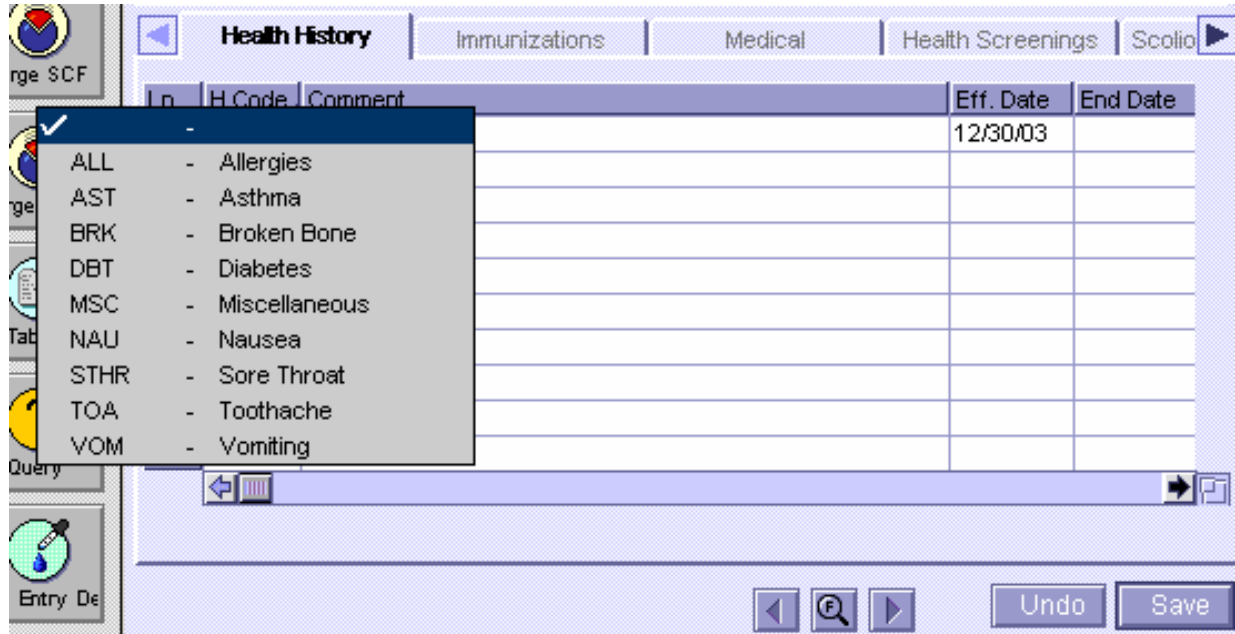 Health History Immunizations Medical Health Screenings Scolio
rge SCF
Ln H.Code Comment Eff. Date End Date
-
12/30/03
ALL - Allergies
AST - Asthma
rge
BRK - Broken Bone
DBT - Diabetes
MSC - Miscellaneous
Tab
NAU - Nausea
STHR - Sore Throat
TOA - Toothache
VOM - Vomiting
Query
Entry De
F
Undo Save